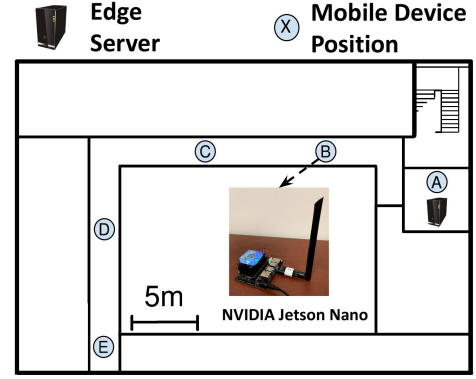 Edge
Server
X
Mobile Device
Position
C
B
A
D
5m
NVIDIA Jetson Nano
E